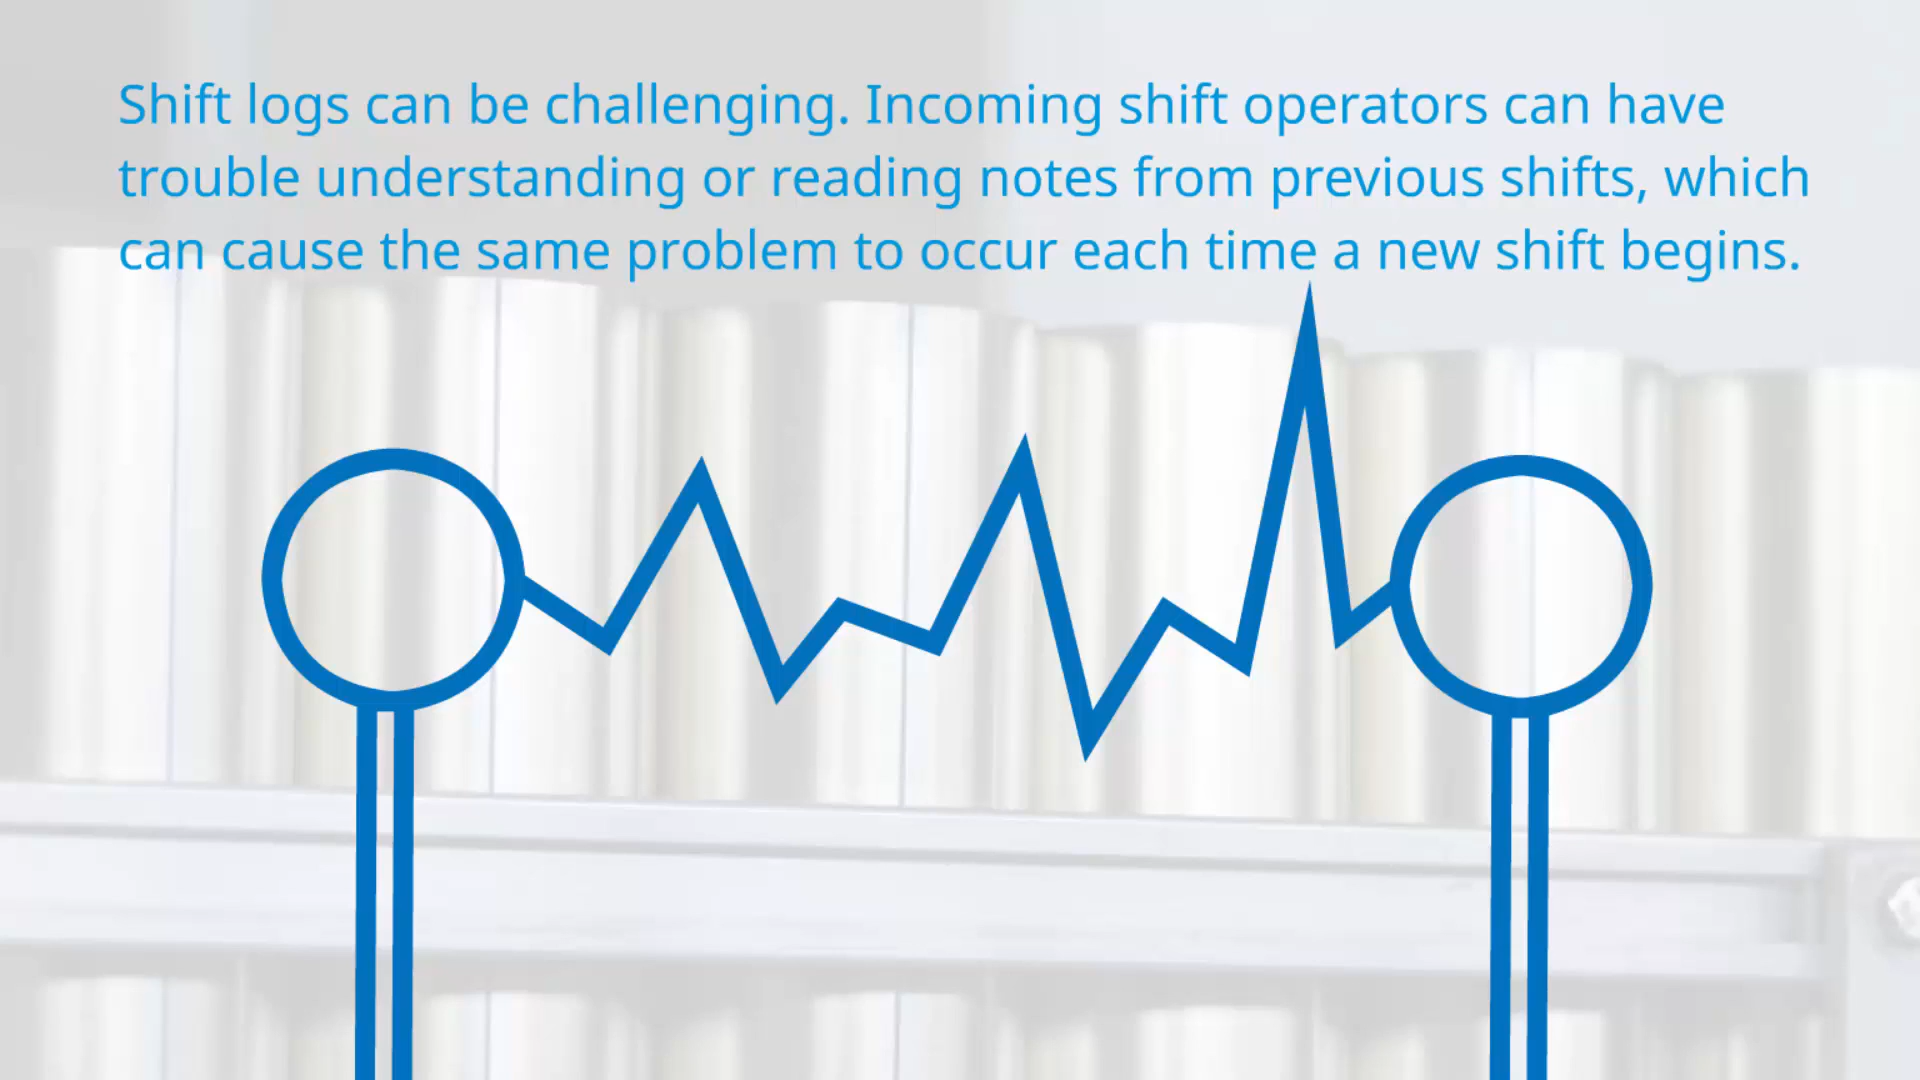 Shift logs can be challenging. Incoming shift operators can have
trouble understanding or reading notes from previous shifts, which
can cause the same problem to occur each time a new shift begins.